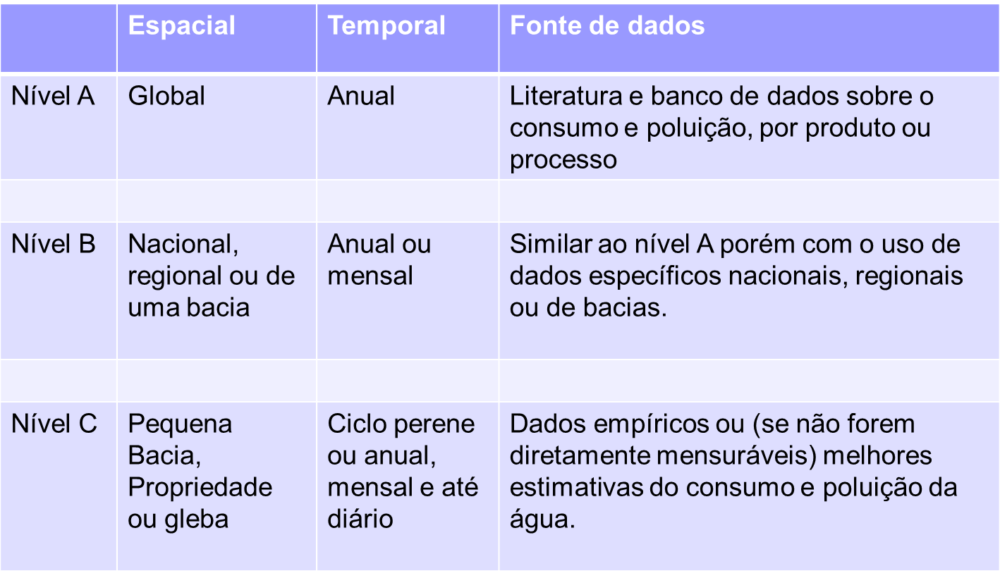 Espacial Temporal Fonte de dados
Nível A Global Anual Literatura e banco de dados sobre o
consumo e poluição, por produto ou
processo
Nível B Nacional, Anual ou Similar ao nível A porém com o uso de
regional ou de mensal dados específicos nacionais, regionais
uma bacia ou de bacias.
Nível C Pequena Ciclo perene Dados empíricos ou (se não forem
Bacia, ou anual, diretamente mensuráveis) melhores
Propriedade mensal e até estimativas do consumo e poluição da
ou gleba diário água.